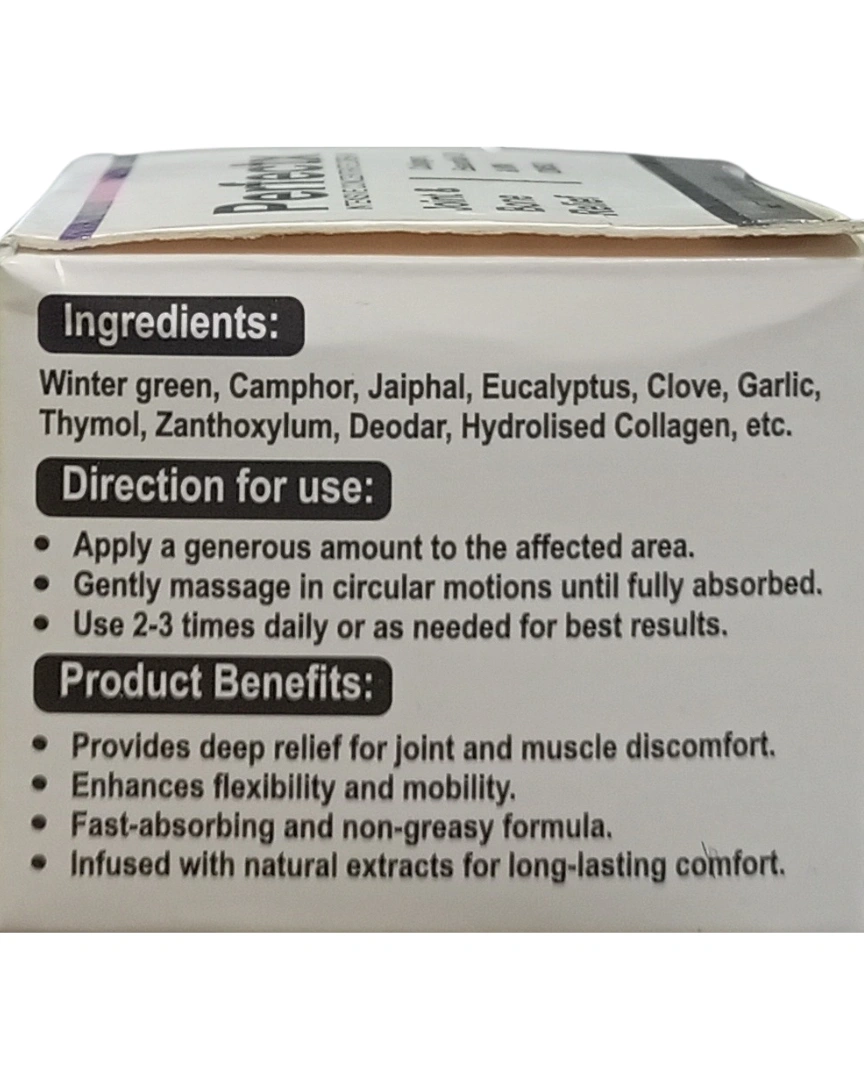 Joint &
Bone
Relief
Ingredients:
Winter green, Camphor, Jaiphal, Eucalyptus, Clove, Garlic,
Thymol, Zanthoxylum, Deodar, Hydrolised Collagen, etc.
Direction for use:
• Apply a generous amount to the affected area.
• Gently massage in circular motions until fully absorbed.
• Use 2-3 times daily or as needed for best results.
Product Benefits:
• Provides deep relief for joint and muscle discomfort.
• Enhances flexibility and mobility.
• Fast-absorbing and non-greasy formula.
• Infused with natural extracts for long-lasting comfort.